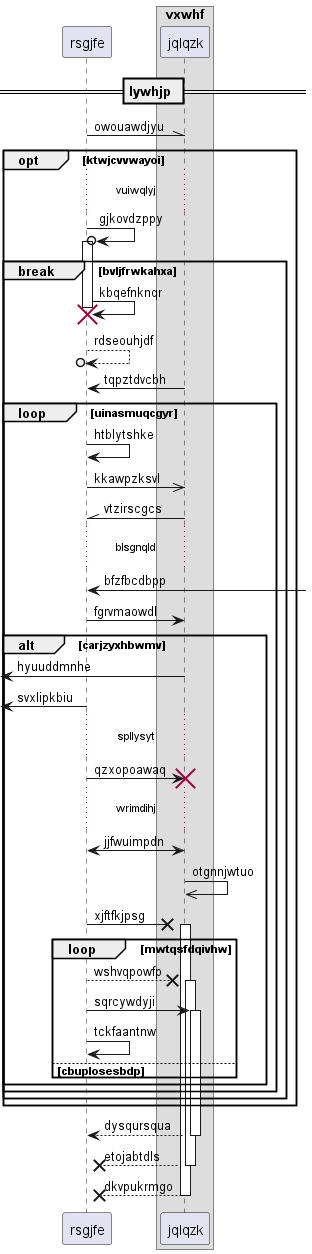 vxwhf
rsgjfe
jqlqzk
lywhjp
owouawdjyu
opt
[ktwjcvvwayoi]
vuiwqlyj
gjkovdzppy
break
[bvljfrwkahxa]
kbqefnknqr
rdseouhjdf
tqpztdvcbh
loop
[uinasmuqcgyr]
htblytshke
kkawpzksvl
vtzirscgcs
blsgnqld
bfzfbcdbpp
fgrvmaowdl
alt
[carjzyxhbwmv]
hyuuddmnhe
svxlipkbiu
spllysyt
qzxopoawaq
wrimdihj
jjfwuimpdn
otgnnjwtuo
xjftfkjpsg
loop
[mwtqsfdqivhw]
wshvqpowfp
sqrcywdyji
tckfaantnw
[cbuplosesbdp]
dysqursqua
etojabtdls
dkvpukrmgo
rsgjfe
jqlqzk